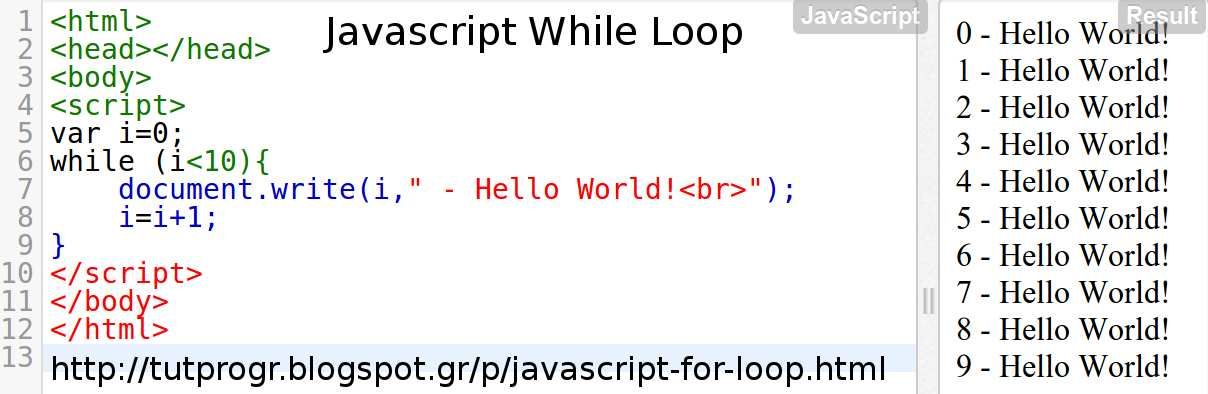 Javascript While Loop
JavaScript
Result
1 <html>
2 <head></head>
3 <body>
4 <script>
5 var i=0;
6 while (i<10){
7     document.write(i," - Hello World!<br>");
8     i=i+1;
9 }
10 </script>
11 </body>
12 </html>
13
http://tutprogr.blogspot.gr/p/javascript-for-loop.html
0 - Hello World!
1 - Hello World!
2 - Hello World!
3 - Hello World!
4 - Hello World!
5 - Hello World!
6 - Hello World!
7 - Hello World!
8 - Hello World!
9 - Hello World!